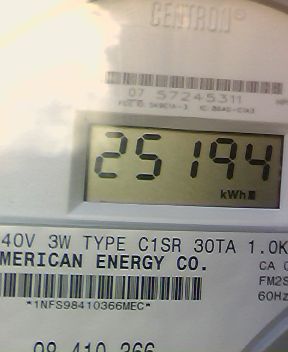 CENTRON®
07 57245311
25194
kWh
40V 3W TYPE C1SR 30TA 1.0K
MERICAN ENERGY CO. CA
FM2S
*1NFS98410366MEC* 60Hz
98 410 366